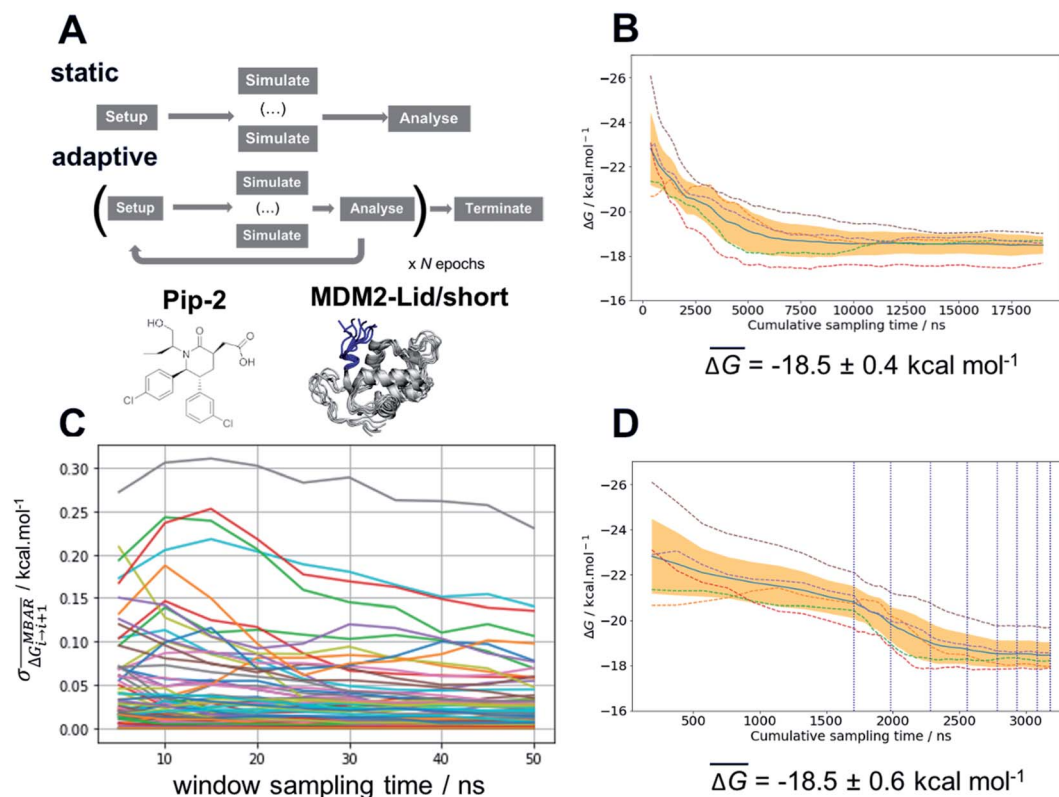 A
static
Simulate
Setup
(...)
Analyse
Simulate
adaptive
Simulate
( Setup (...) Analyse ) Terminate
Simulate
x N epochs
Pip-2
MDM2-Lid/short
HO
O
O
N
OH
Cl
Cl
B
ΔG / kcal.mol⁻¹
−26
−24
−22
−20
−18
−16
0 2500 5000 7500 10000 12500 15000 17500
Cumulative sampling time / ns
ΔG = -18.5 ± 0.4 kcal mol⁻¹
C
σ ΔG i→i+1 MBAR / kcal.mol⁻¹
0.30
0.25
0.20
0.15
0.10
0.05
0.00
10 20 30 40 50
window sampling time / ns
D
ΔG / kcal.mol⁻¹
−26
−24
−22
−20
−18
−16
500 1000 1500 2000 2500 3000
Cumulative sampling time / ns
ΔG = -18.5 ± 0.6 kcal mol⁻¹